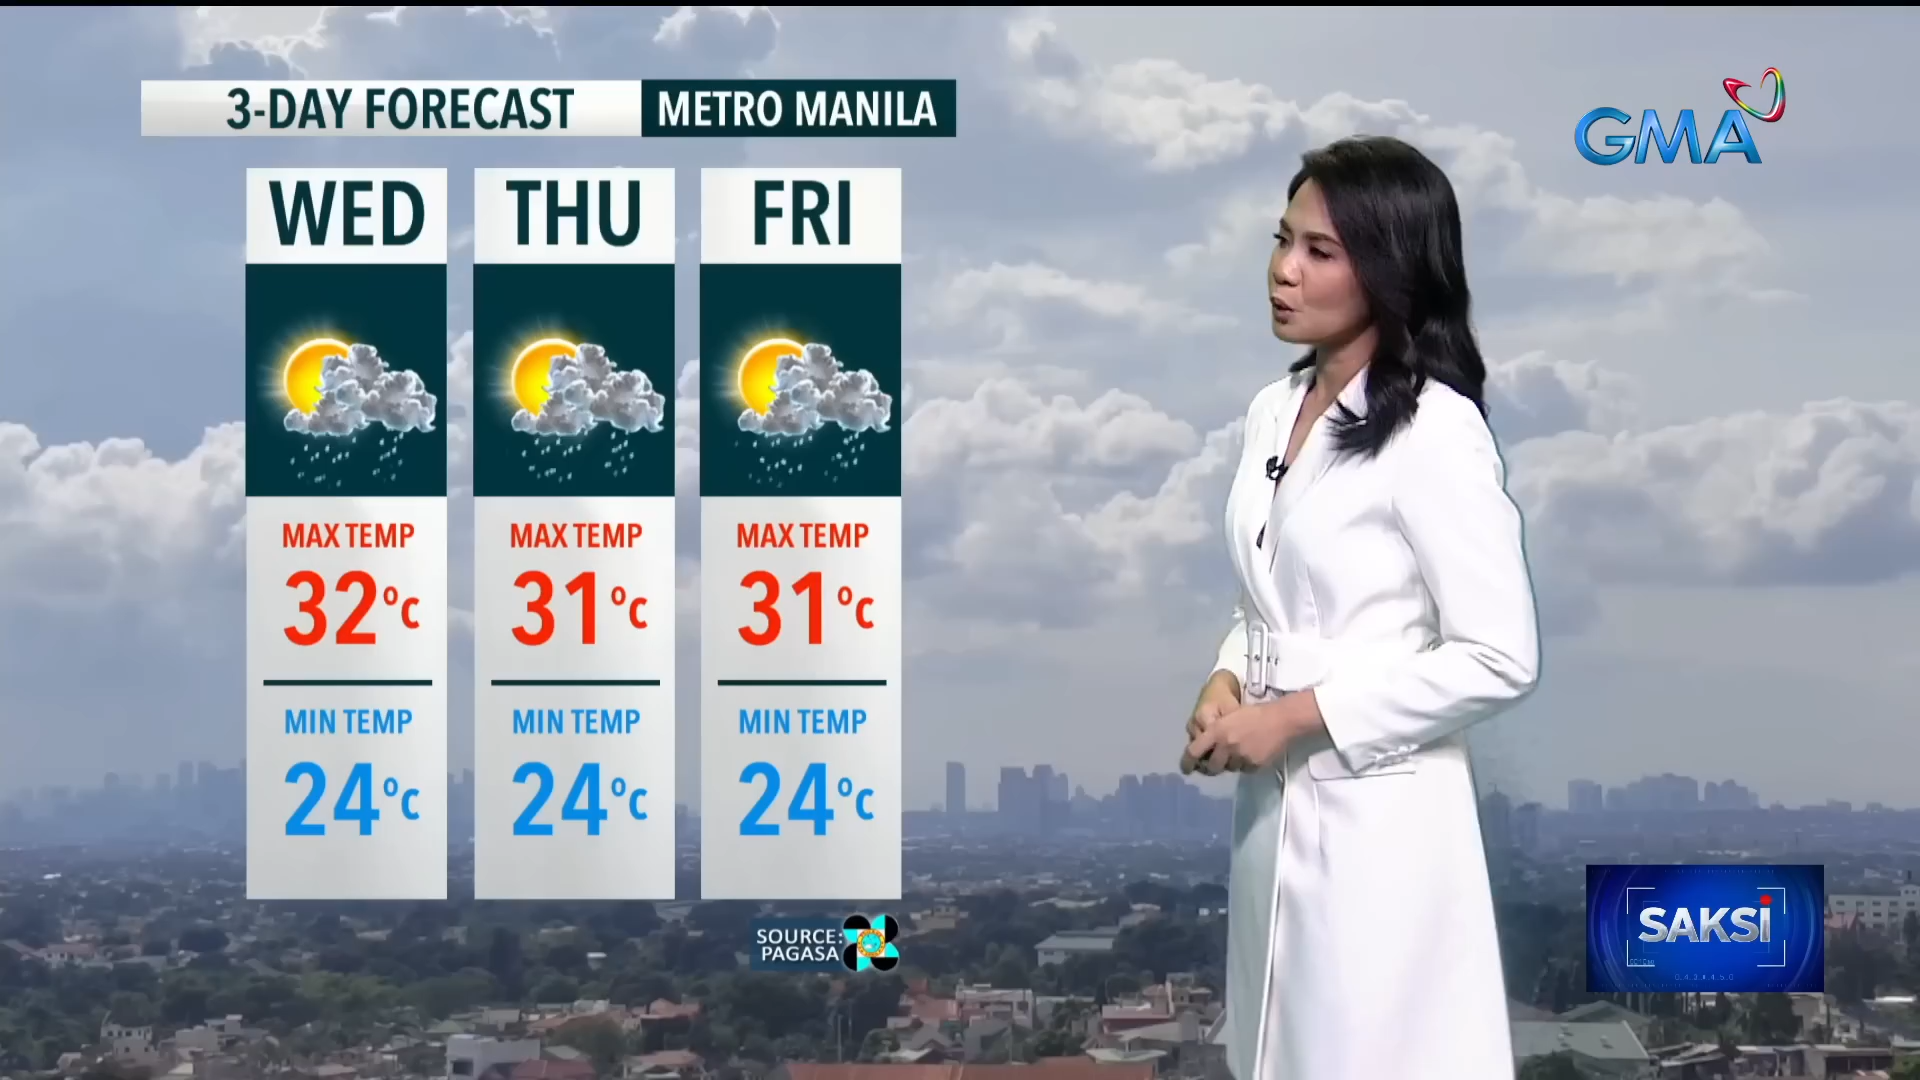 3-DAY FORECAST METRO MANILA
GMA
WED THU FRI
MAX TEMP MAX TEMP MAX TEMP
32°C 31°C 31°C
MIN TEMP MIN TEMP MIN TEMP
24°C 24°C 24°C
SOURCE:
PAGASA
SAKSI